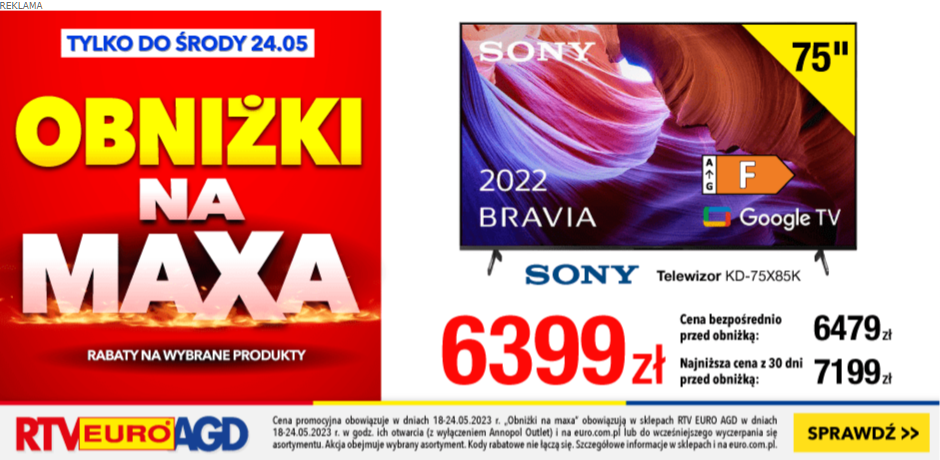 REKLAMA
TYLKO DO ŚRODY 24.05
OBNIŻKI
NA
MAXA
RABATY NA WYBRANE PRODUKTY
SONY
75"
2022
BRAVIA
A
G
F
Google TV
SONY Telewizor KD-75X85K
6399 zł
Cena bezpośrednio
przed obniżką: 6479 zł
Najniższa cena z 30 dni
przed obniżką: 7199 zł
RTV EURO AGD
Cena promocyjna obowiązuje w dniach 18-24.05.2023 r. „Obniżki na maxa" obowiązują w sklepach RTV EURO AGD w dniach
18-24.05.2023 r. w godz. ich otwarcia (z wyłączeniem Annopol Outlet) i na euro.com.pl lub do wcześniejszego wyczerpania się
asortymentu. Akcja obejmuje wybrany asortyment. Kody rabatowe nie łączą się. Szczegółowe informacje w sklepach i na euro.com.pl.
SPRAWDŹ >>